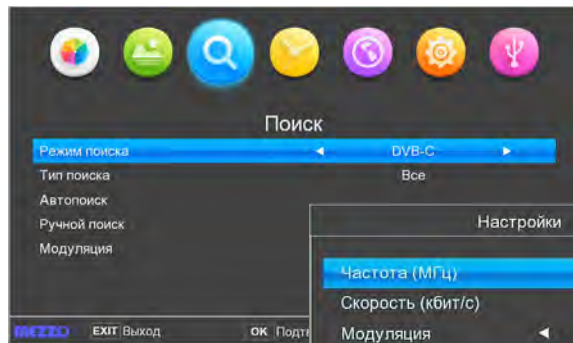 Поиск
Режим поиска DVB-C
Тип поиска Все
Автопоиск
Ручной поиск
Модуляция
Настройки
Частота (МГц)
Скорость (кбит/с)
Модуляция
MEZZO EXIT Выход OK